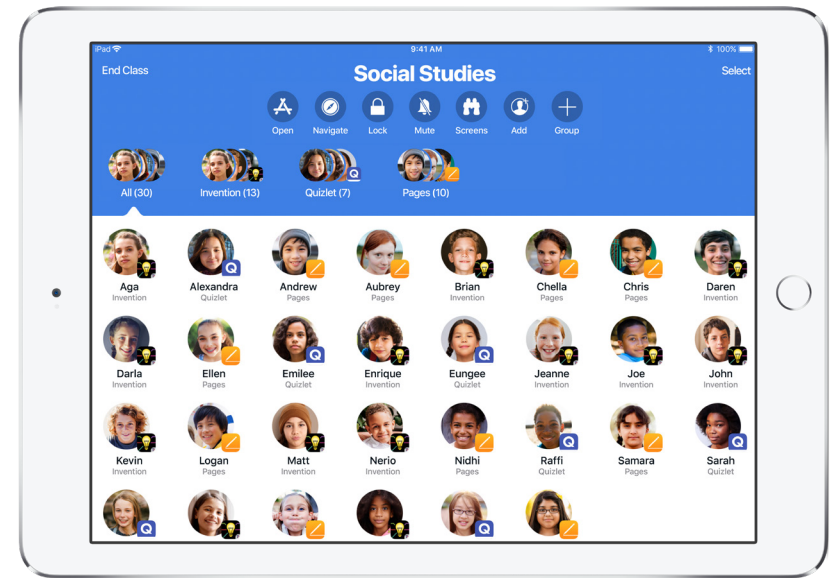 iPad 9:41 AM 100%
End Class Social Studies Select
Open Navigate Lock Mute Screens Add Group
All (30) Invention (13) Quizlet (7) Pages (10)
Aga Alexandra Andrew Aubrey Brian Chella Chris Daren
Invention Quizlet Pages Pages Invention Pages Pages Invention
Darla Ellen Emilee Enrique Eungee Jeanne Joe John
Invention Pages Quizlet Invention Quizlet Invention Invention Invention
Kevin Logan Matt Nerio Nidhi Raffi Samara Sarah
Invention Pages Invention Invention Pages Quizlet Pages Quizlet